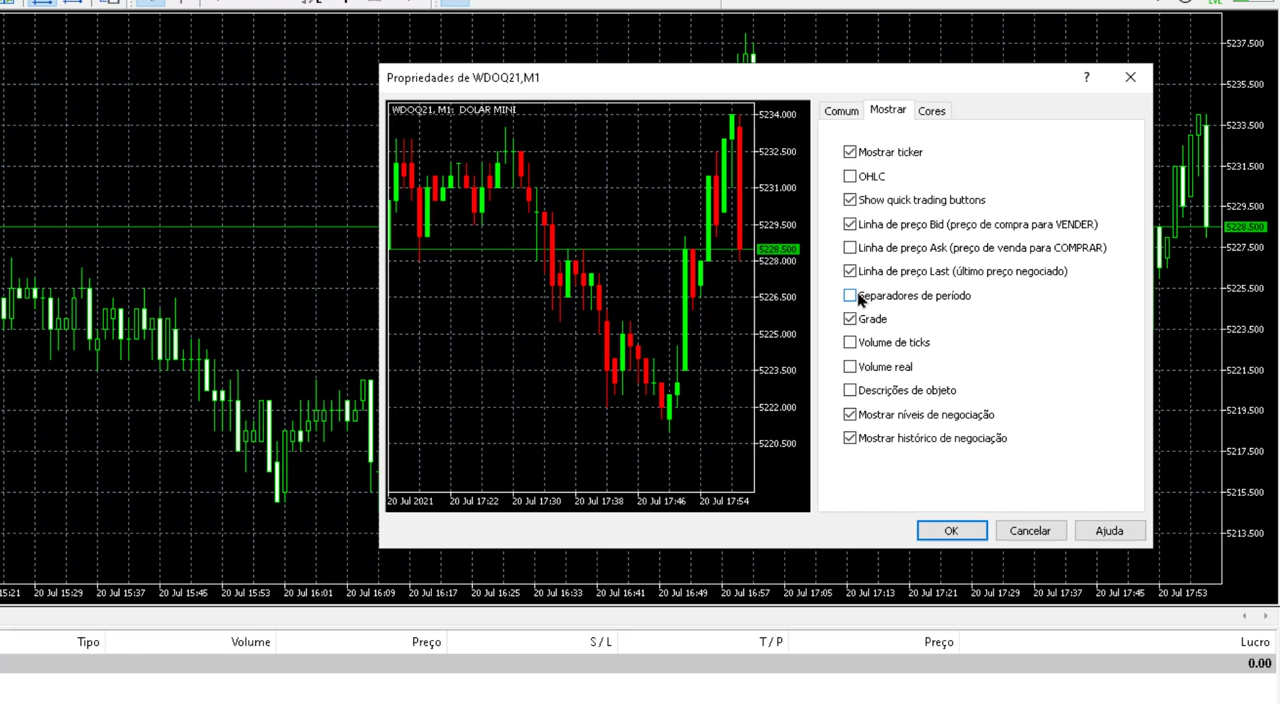 Propriedades de WDOQ21,M1
?
WDOQ21, M1: DOLAR MINI
5234.000
5232.500
5231.000
5229.500
5228.500
5228.000
5226.500
5225.000
5223.500
5222.000
5220.500
20 Jul 2021 20 Jul 17:22 20 Jul 17:30 20 Jul 17:38 20 Jul 17:46 20 Jul 17:54
Comum Mostrar Cores
Mostrar ticker
OHLC
Show quick trading buttons
Linha de preço Bid (preço de compra para VENDER)
Linha de preço Ask (preço de venda para COMPRAR)
Linha de preço Last (último preço negociado)
Separadores de período
Grade
Volume de ticks
Volume real
Descrições de objeto
Mostrar níveis de negociação
Mostrar histórico de negociação
OK Cancelar Ajuda
5237.500
5235.500
5233.500
5231.500
5229.500
5228.500
5227.500
5225.500
5223.500
5221.500
5219.500
5217.500
5215.500
5213.500
15:21 20 Jul 15:29 20 Jul 15:37 20 Jul 15:45 20 Jul 15:53 20 Jul 16:01 20 Jul 16:09 20 Jul 16:17 20 Jul 16:25 20 Jul 16:33 20 Jul 16:41 20 Jul 16:49 20 Jul 16:57 20 Jul 17:05 20 Jul 17:13 20 Jul 17:21 20 Jul 17:29 20 Jul 17:37 20 Jul 17:45 20 Jul 17:53
Tipo Volume Preço S / L T / P Preço Lucro
0.00